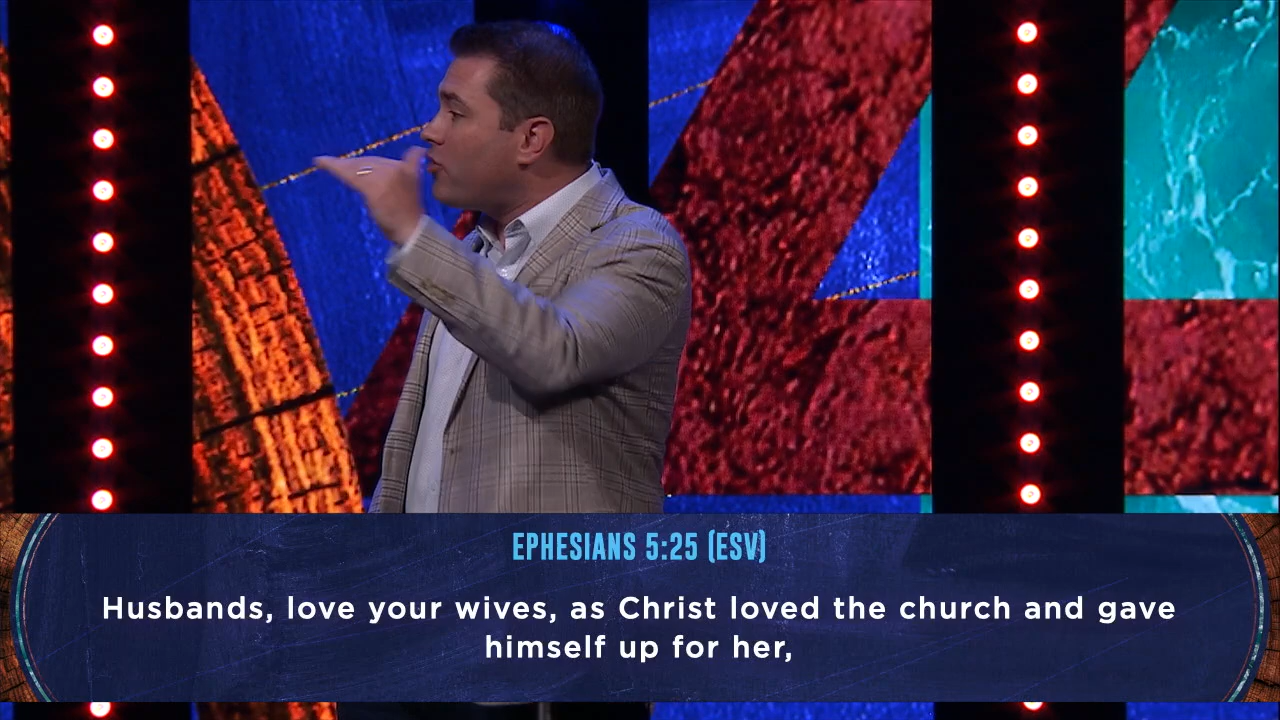 EPHESIANS 5:25 (ESV)
Husbands, love your wives, as Christ loved the church and gave
himself up for her,